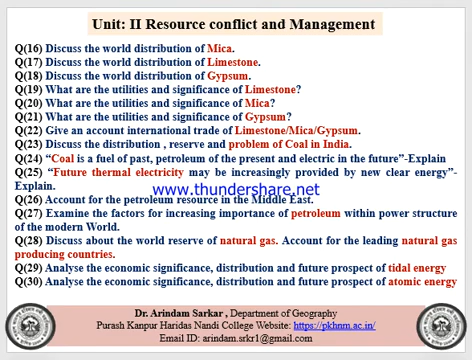 Unit: II Resource conflict and Management
Q(16) Discuss the world distribution of Mica.
Q(17) Discuss the world distribution of Limestone.
Q(18) Discuss the world distribution of Gypsum.
Q(19) What are the utilities and significance of Limestone?
Q(20) What are the utilities and significance of Mica?
Q(21) What are the utilities and significance of Gypsum?
Q(22) Give an account international trade of Limestone/Mica/Gypsum.
Q(23) Discuss the distribution , reserve and problem of Coal in India.
Q(24) “Coal is a fuel of past, petroleum of the present and electric in the future”-Explain
Q(25) “Future thermal electricity may be increasingly provided by new clear energy”-
Explain.
www.thundershare.net
Q(26) Account for the petroleum resource in the Middle East.
Q(27) Examine the factors for increasing importance of petroleum within power structure
of the modern World.
Q(28) Discuss about the world reserve of natural gas. Account for the leading natural gas
producing countries.
Q(29) Analyse the economic significance, distribution and future prospect of tidal energy
Q(30) Analyse the economic significance, distribution and future prospect of atomic energy
Dr. Arindam Sarkar , Department of Geography
Purash Kanpur Haridas Nandi College Website: https://pkhnm.ac.in/
Email ID: arindam.srkr1@gmail.com